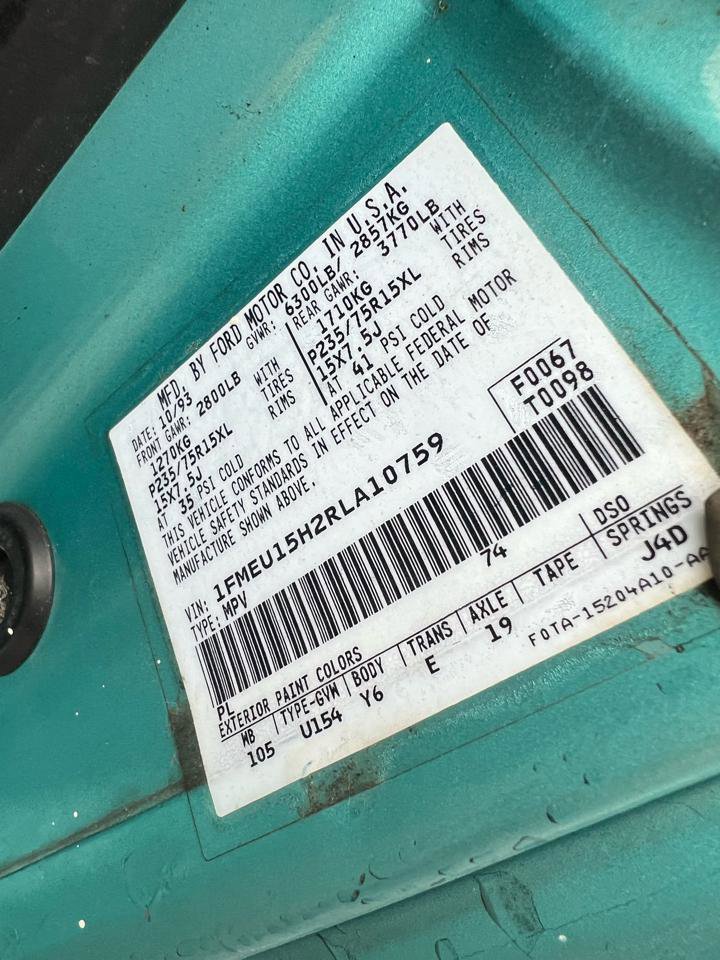 MFD. BY FORD MOTOR CO. IN U.S.A.
DATE: 10/93 GVWR: 6300LB/ 2857KG
FRONT GAWR: 2800LB REAR GAWR: 3770LB
1270KG WITH 1710KG WITH
P235/75R15XL TIRES P235/75R15XL TIRES
15X7.5J RIMS 15X7.5J RIMS
AT 35 PSI COLD AT 41 PSI COLD
THIS VEHICLE CONFORMS TO ALL APPLICABLE FEDERAL MOTOR
VEHICLE SAFETY STANDARDS IN EFFECT ON THE DATE OF
MANUFACTURE SHOWN ABOVE.
F0067
T0098
VIN: 1FMEU15H2RLA10759
TYPE: MPV
74
PL
EXTERIOR PAINT COLORS DSO
WB TYPE-GVW BODY TRANS AXLE TAPE SPRINGS
105 U154 Y6 E 19 J4D
F0TA-15204A10-AA